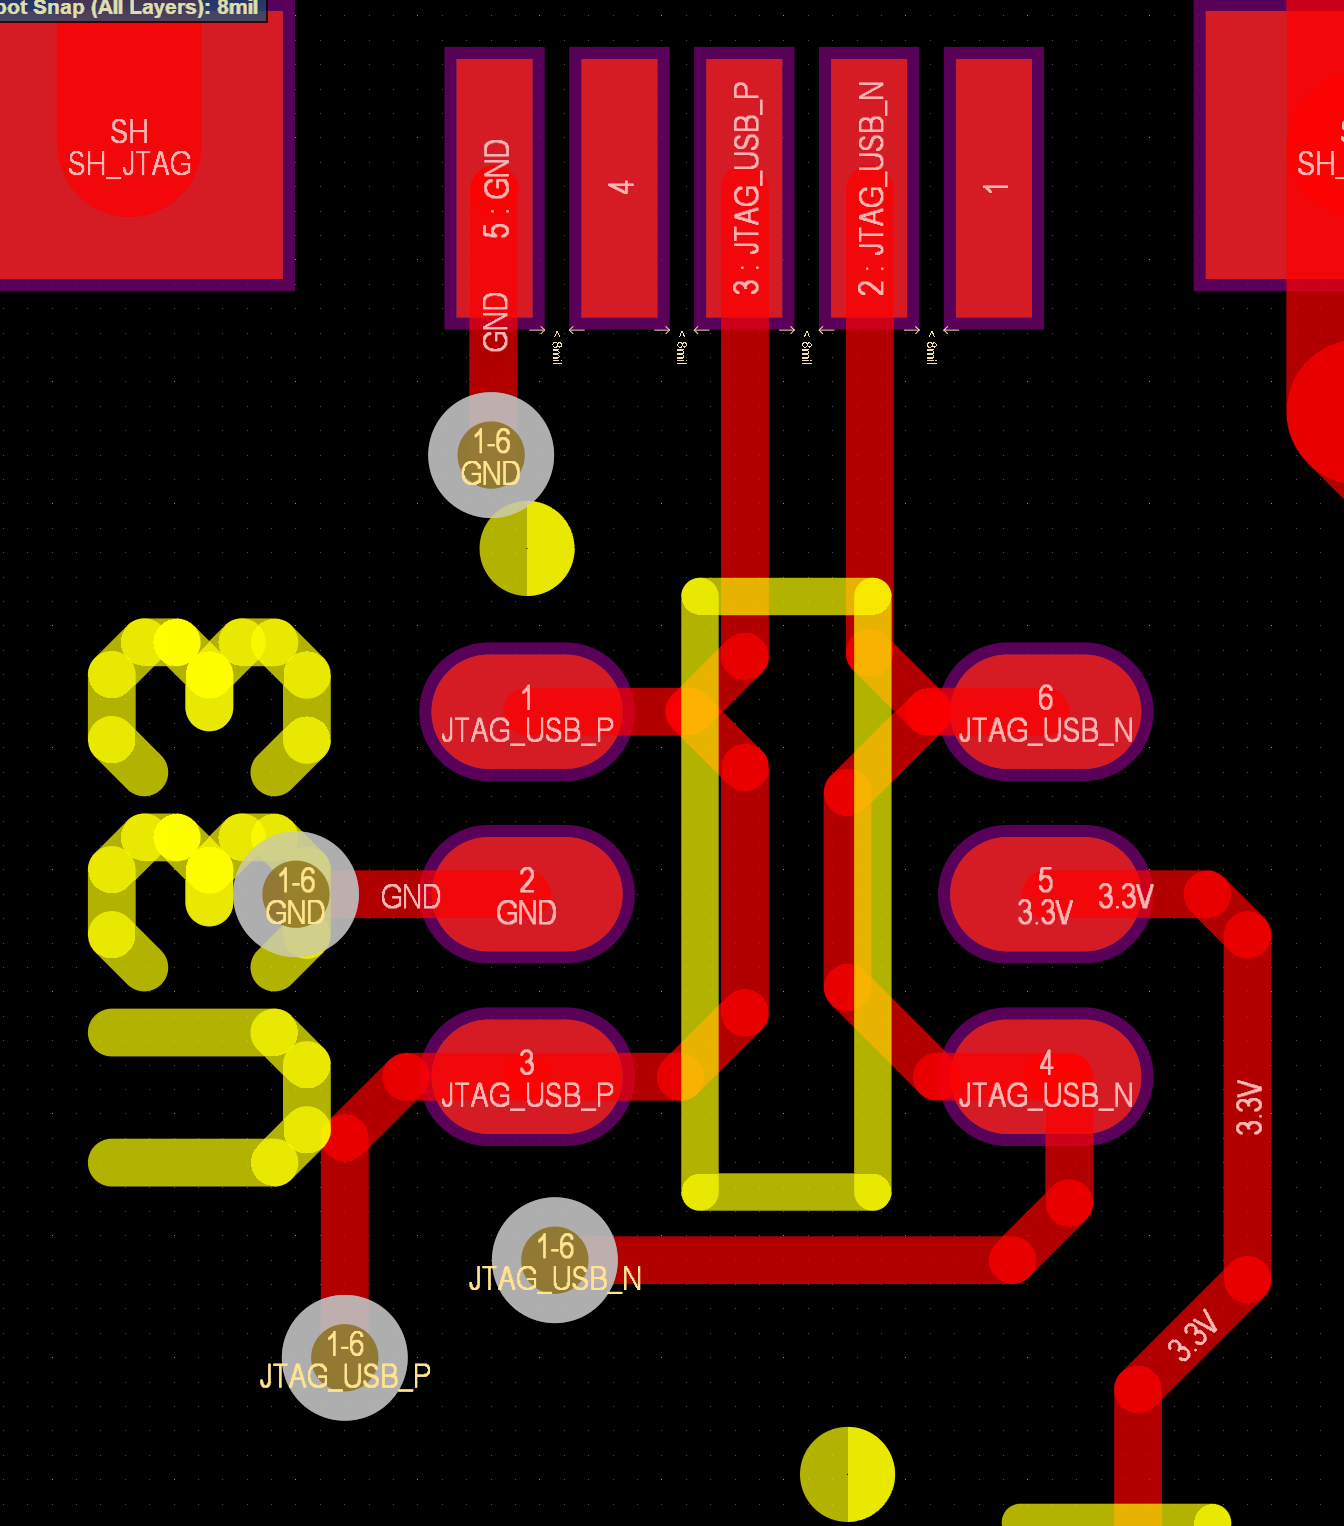 oot Snap (All Layers): 8mil
SH
SH_JTAG
5 : GND
4
3 : JTAG_USB_P
2 : JTAG_USB_N
1
SH_
GND
< 8mil
< 8mil
< 8mil
< 8mil
1-6
GND
1
JTAG_USB_P
6
JTAG_USB_N
1-6
GND
GND
2
GND
5
3.3V
3.3V
3
JTAG_USB_P
4
JTAG_USB_N
3.3V
U33
1-6
JTAG_USB_N
3.3V
1-6
JTAG_USB_P